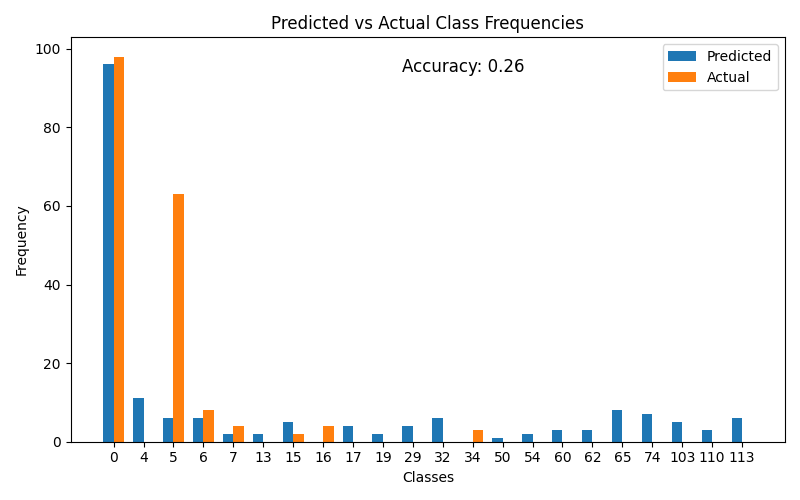 Predicted vs Actual Class Frequencies
Accuracy: 0.26
Predicted
Actual
100
80
60
40
20
0
Frequency
0 4 5 6 7 13 15 16 17 19 29 32 34 50 54 60 62 65 74 103 110 113
Classes